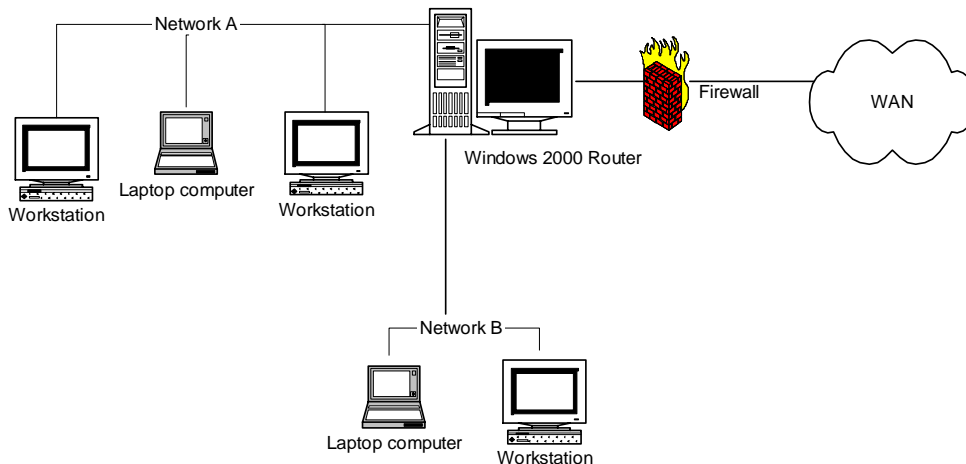 Network A
Firewall
WAN
Windows 2000 Router
Laptop computer
Workstation
Workstation
Network B
Laptop computer
Workstation